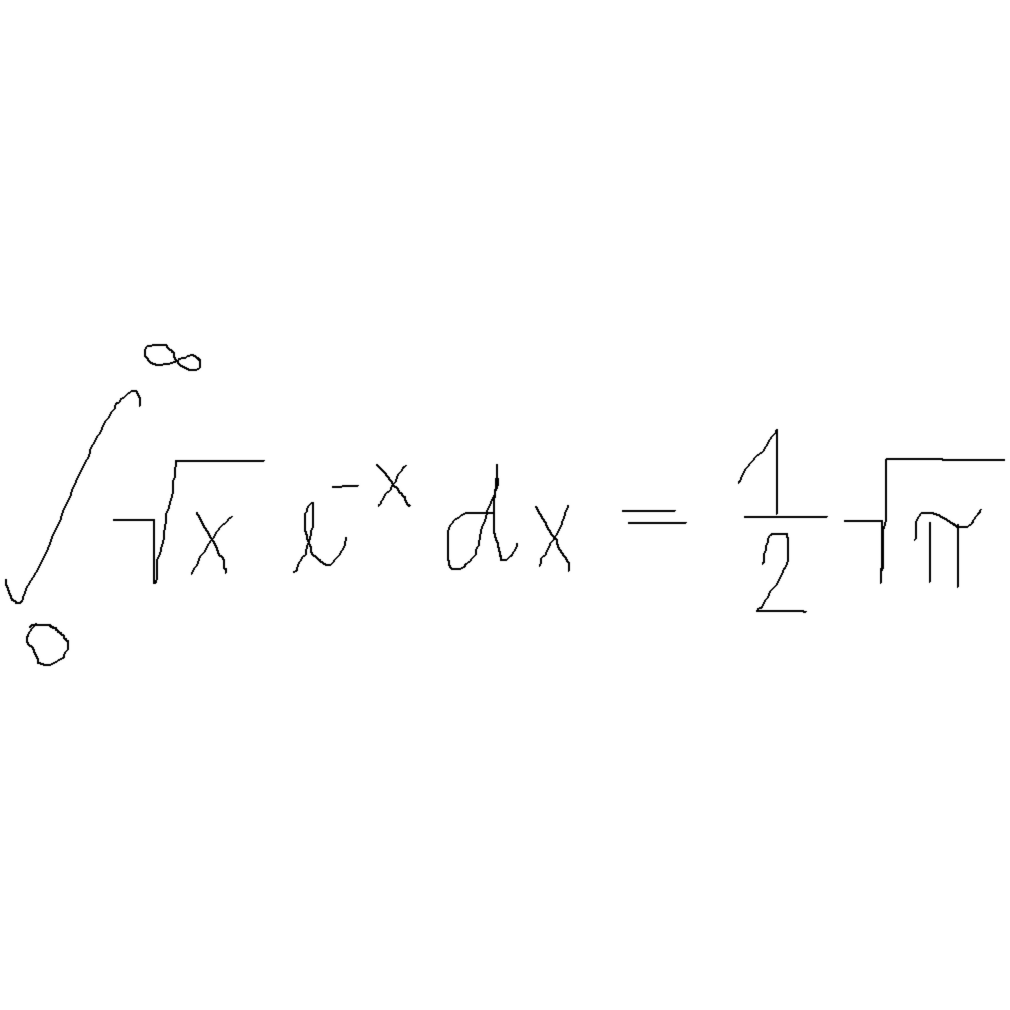 ∫₀^∞ √x e^(-x) dx = 1/2 √π